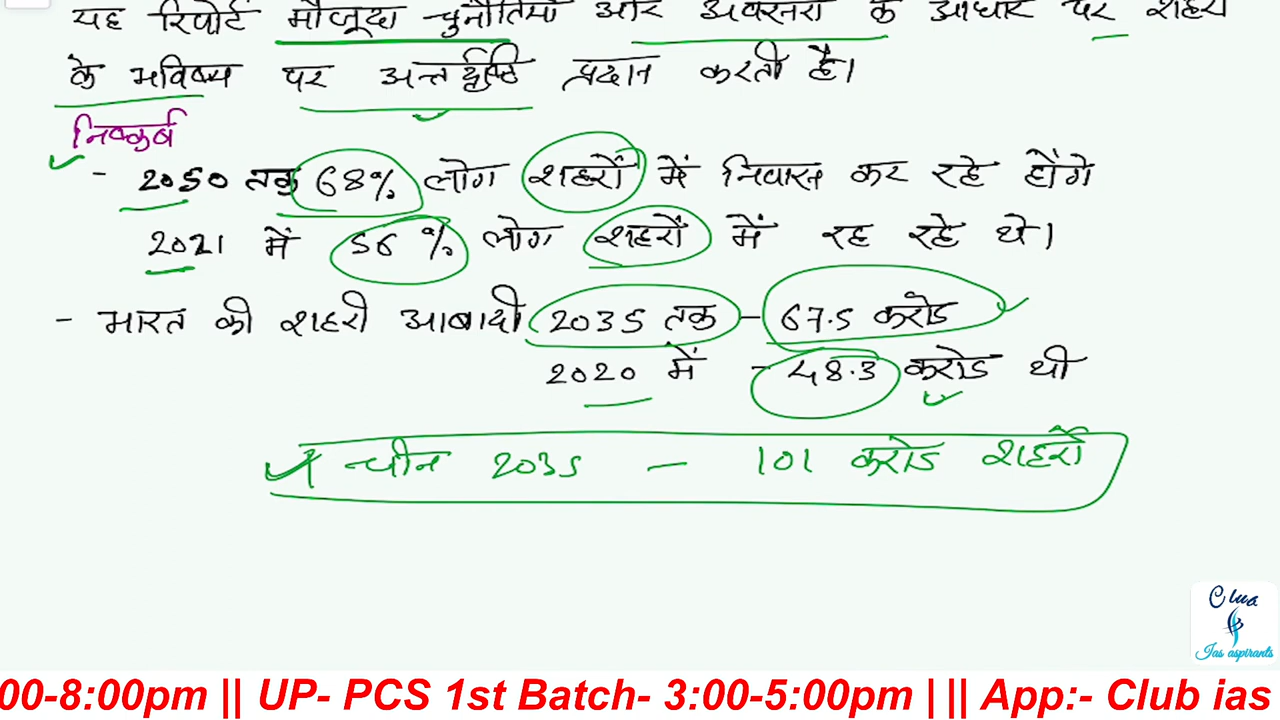 यह रिपोर्ट मौजूदा चुनौतियों और अवसरों के आधार पर शहरों
के भविष्य पर अन्तर्दृष्टि प्रदान करती है।
निष्कर्ष
- 2050 तक 68% लोग शहरों में निवास कर रहे होंगे
2021 में 56 % लोग शहरों में रह रहे थे।
- भारत की शहरी आबादी 2035 तक - 67.5 करोड
2020 में - 48.3 करोड थी
चीन 2035 - 101 करोड शहरों
Club
Ias aspirants
00-8:00pm || UP- PCS 1st Batch- 3:00-5:00pm | || App:- Club ias